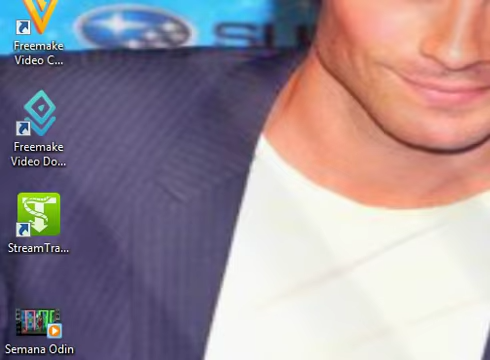 Freemake
Video C...
Freemake
Video Do...
StreamTra...
Semana Odin